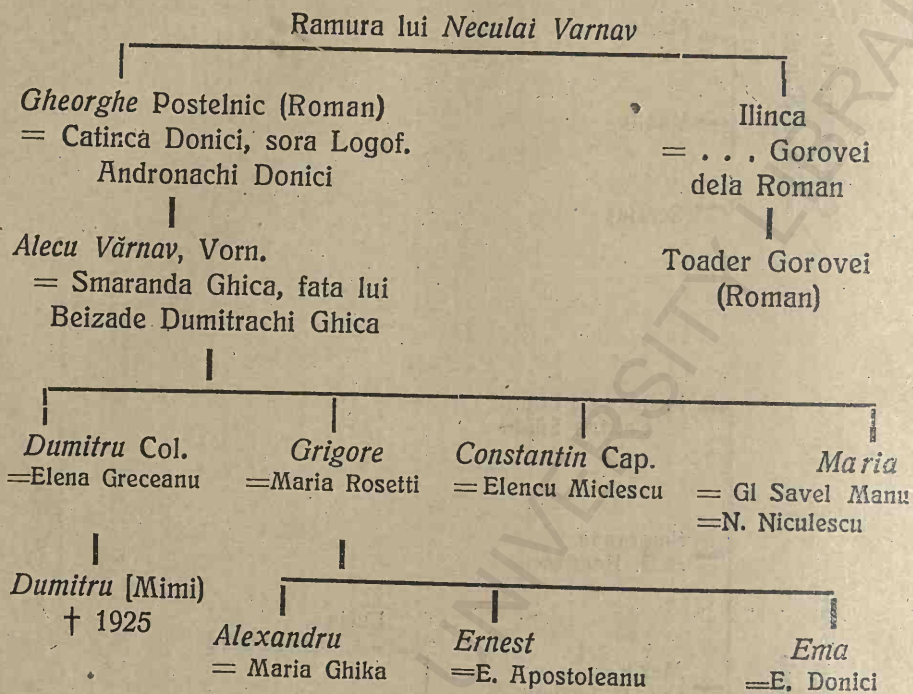 Ramura lui Neculai Varnav
Gheorghe Postelnic (Roman)
= Catinca Donici, sora Logof.
Andronachi Donici
Ilinca
= . . . Gorovei
dela Roman
Alecu Vărnav, Vorn.
= Smaranda Ghica, fata lui
Beizade Dumitrachi Ghica
Toader Gorovei
(Roman)
Dumitru Col.
=Elena Greceanu
Grigore
=Maria Rosetti
Constantin Cap.
= Elencu Miclescu
Maria
= Gl Savel Manu
=N. Niculescu
Dumitru [Mimi)
† 1925
Alexandru
= Maria Ghika
Ernest
=E. Apostoleanu
Ema
=E. Donici
UNIVERSITY LIBRA